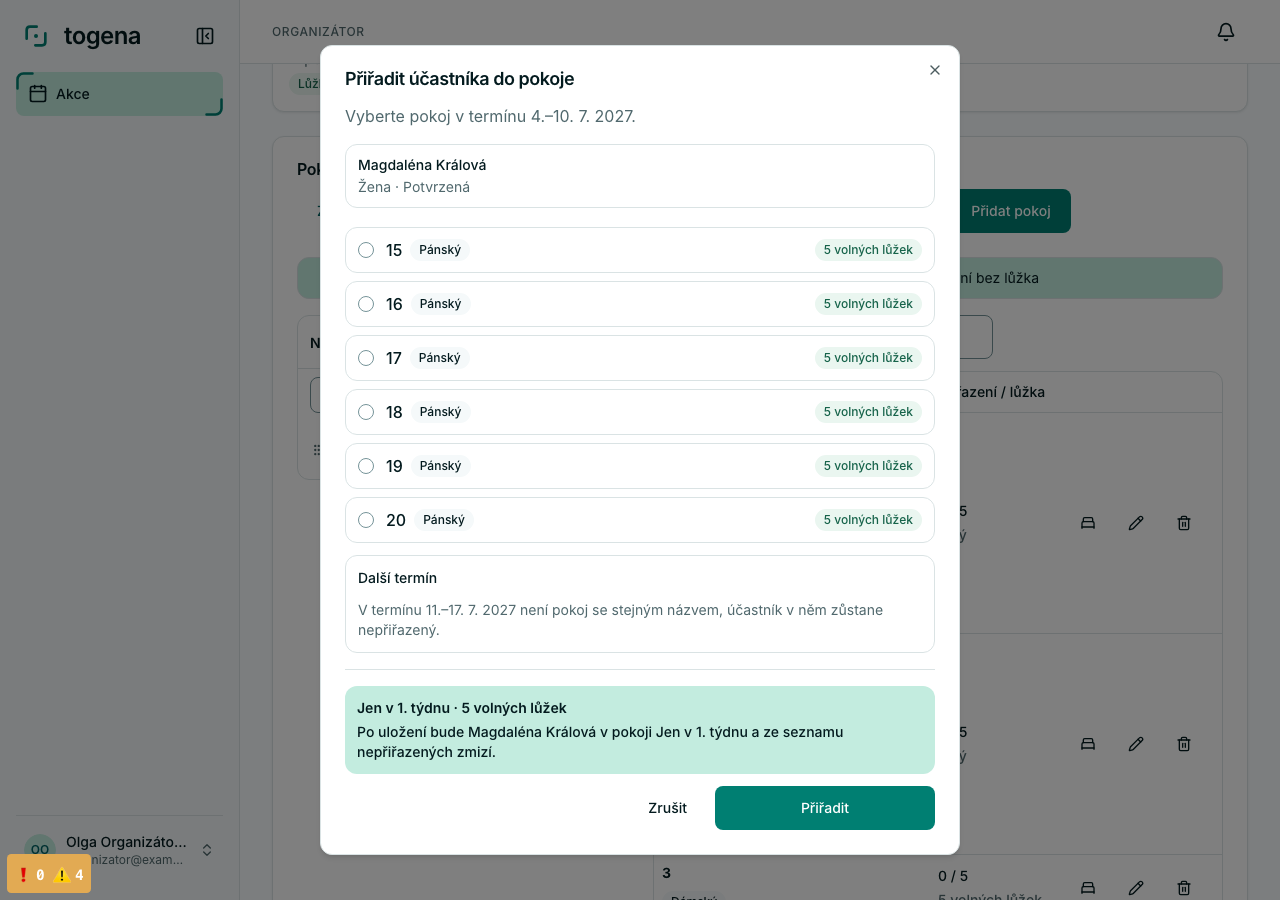 togena
ORGANIZÁTOR
Akce
Přiřadit účastníka do pokoje
Vyberte pokoj v termínu 4.–10. 7. 2027.
Přidat pokoj
Magdaléna Králová
Žena · Potvrzená
15 Pánský 5 volných lůžek
16 Pánský 5 volných lůžek
17 Pánský 5 volných lůžek
18 Pánský 5 volných lůžek
19 Pánský 5 volných lůžek
20 Pánský 5 volných lůžek
bez lůžka
/ lůžka
Další termín
V termínu 11.–17. 7. 2027 není pokoj se stejným názvem, účastník v něm zůstane
nepřiřazený.
Jen v 1. týdnu · 5 volných lůžek
Po uložení bude Magdaléna Králová v pokoji Jen v 1. týdnu a ze seznamu
nepřiřazených zmizí.
Zrušit
Přiřadit
3
0 / 5
OO
Olga Organizáto...
0 4